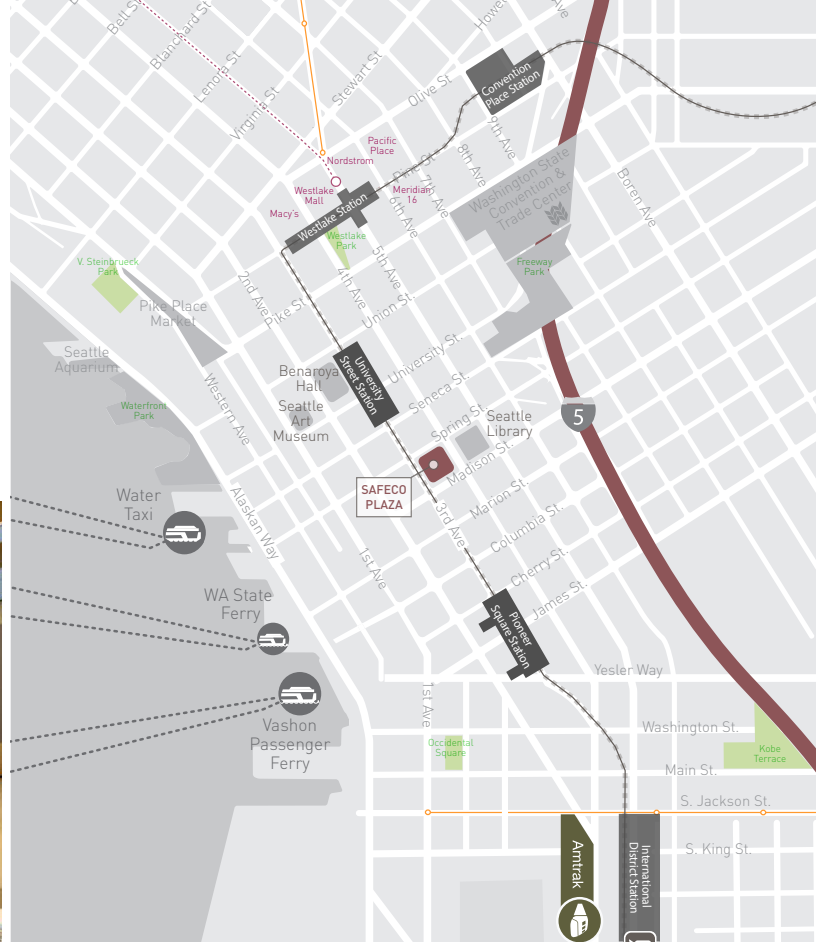 Bell St
Blanchard St
Lenora St
Virginia St
Stewart St
Olive St
Howe
Ave
Convention
Place Station
9th Ave
8th Ave
7th Ave
6th Ave
5th Ave
4th Ave
2nd Ave
Pine St
Pacific
Place
Nordstrom
Westlake
Mall
Macy's
Meridian
16
Westlake Station
Westlake
Park
Washington State
Convention &
Trade Center
Boren Ave
Freeway
Park
V. Steinbrueck
Park
Pike Place
Market
Pike St
Union St.
University St.
Seneca St.
Spring St.
Madison St.
Marion St.
Columbia St.
Cherry St.
James St.
Seattle
Aquarium
Waterfront
Park
Western Ave
Alaskan Way
Benaroya
Hall
Seattle
Art
Museum
University
Street Station
Seattle
Library
5
SAFECO
PLAZA
3rd Ave
1st Ave
Water
Taxi
WA State
Ferry
Vashon
Passenger
Ferry
Pioneer
Square Station
Yesler Way
1st Ave
Washington St.
Occidental
Square
Kobe
Terrace
Main St.
S. Jackson St.
S. King St.
Amtrak
International
District Station